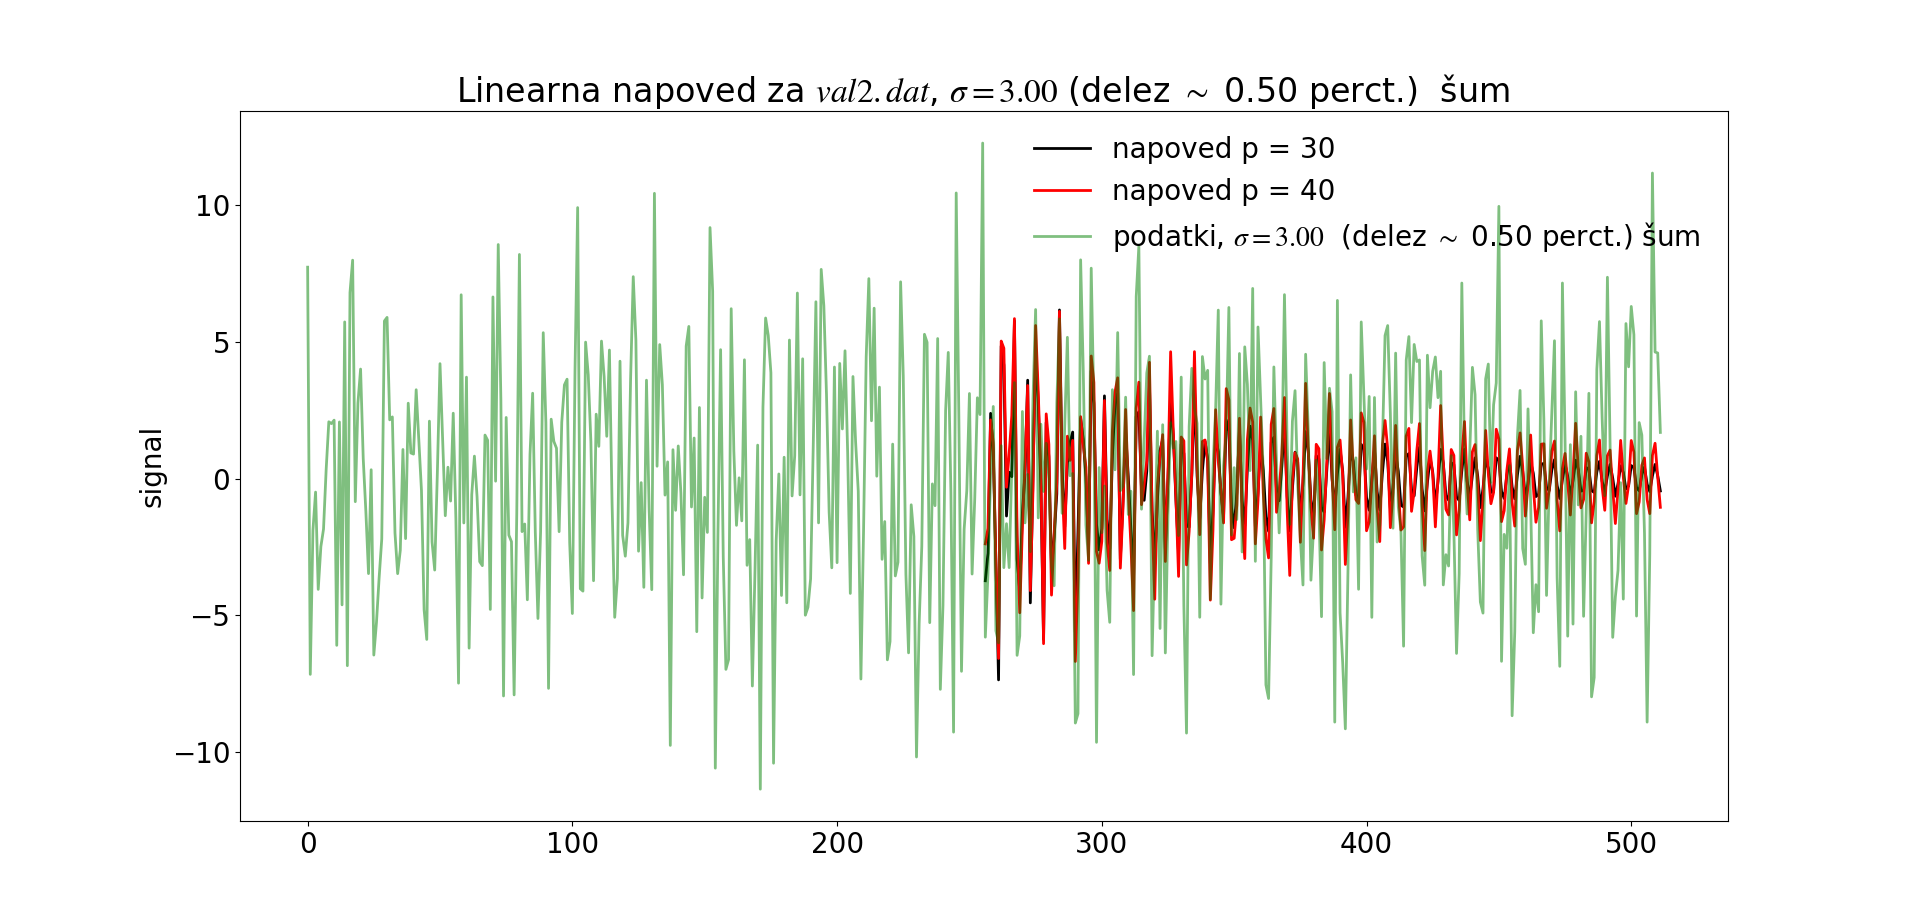 Linearna napoved za val2.dat, σ = 3.00 (delez ∼ 0.50 perct.) šum
napoved p = 30
napoved p = 40
podatki, σ = 3.00 (delez ∼ 0.50 perct.) šum
signal
10
5
0
−5
−10
0 100 200 300 400 500